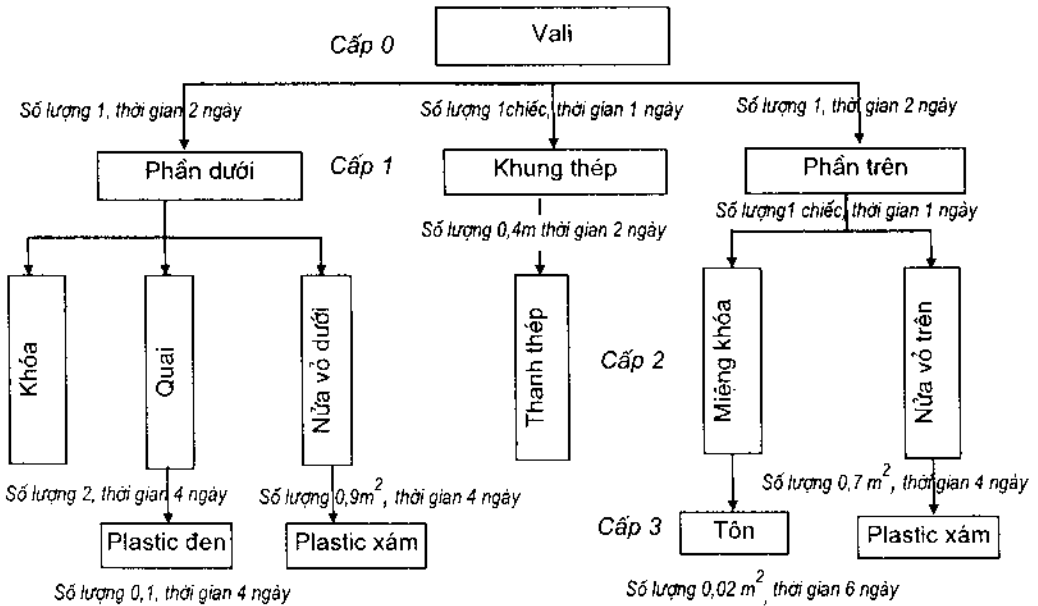 Vali
Cấp 0
Số lượng 1, thời gian 2 ngày
Số lượng 1chiếc, thời gian 1 ngày
Số lượng 1, thời gian 2 ngày
Phần dưới
Cấp 1
Khung thép
Phần trên
Số lượng1 chiếc, thời gian 1 ngày
Số lượng 0,4m thời gian 2 ngày
Khóa
Quai
Nửa vỏ dưới
Thanh thép
Cấp 2
Miệng khóa
Nửa vỏ trên
Số lượng 2, thời gian 4 ngày
Số lượng 0,9m², thời gian 4 ngày
Số lượng 0,7 m², thời gian 4 ngày
Plastic đen
Plastic xám
Cấp 3
Tôn
Plastic xám
Số lượng 0,1, thời gian 4 ngày
Số lượng 0,02 m², thời gian 6 ngày